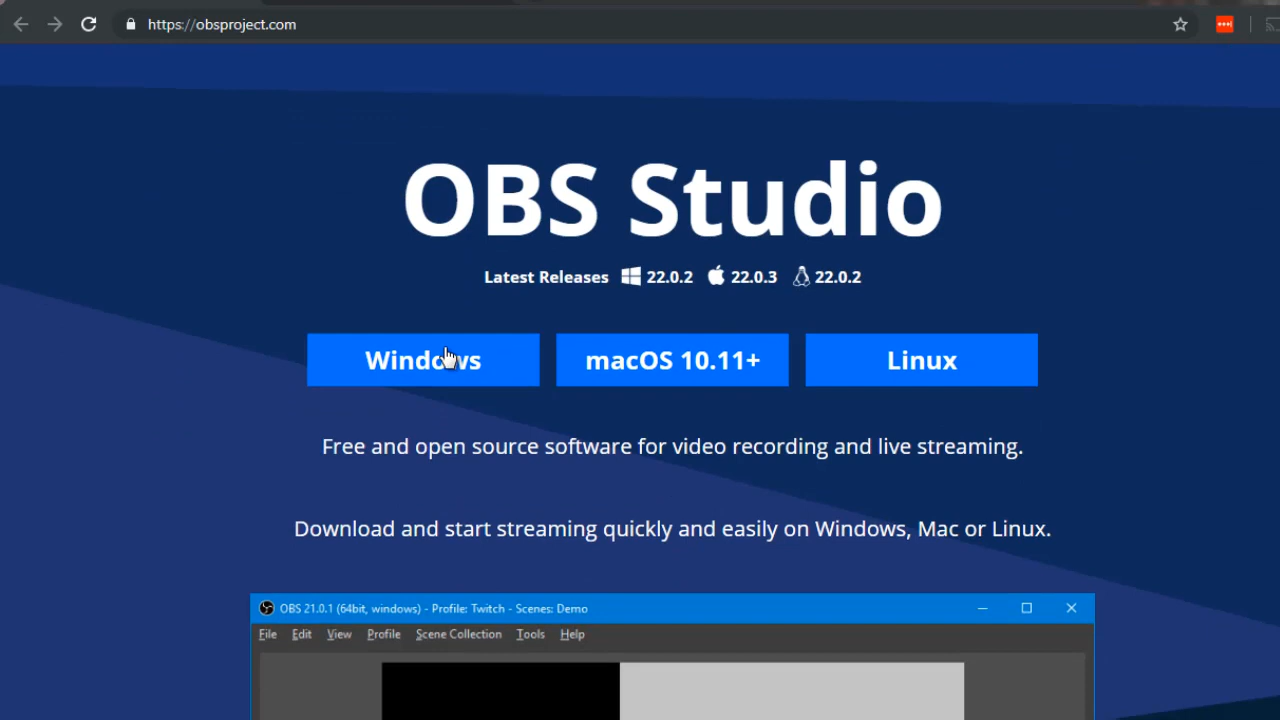 https://obsproject.com
OBS Studio
Latest Releases 22.0.2 22.0.3 22.0.2
Windows macOS 10.11+ Linux
Free and open source software for video recording and live streaming.
Download and start streaming quickly and easily on Windows, Mac or Linux.
OBS 21.0.1 (64bit, windows) - Profile: Twitch - Scenes: Demo
File Edit View Profile Scene Collection Tools Help